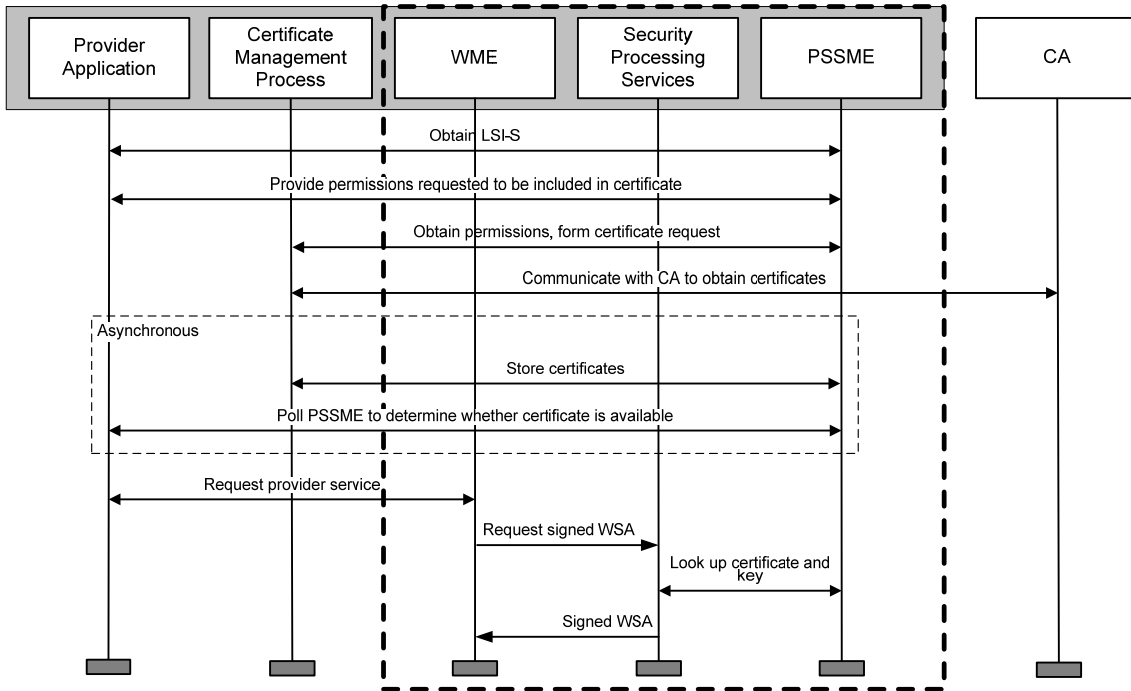 Provider
Application
Certificate
Management
Process
WME
Security
Processing
Services
PSSME
CA
Obtain LSI-S
Provide permissions requested to be included in certificate
Obtain permissions, form certificate request
Communicate with CA to obtain certificates
Asynchronous
Store certificates
Poll PSSME to determine whether certificate is available
Request provider service
Request signed WSA
Look up certificate and
key
Signed WSA